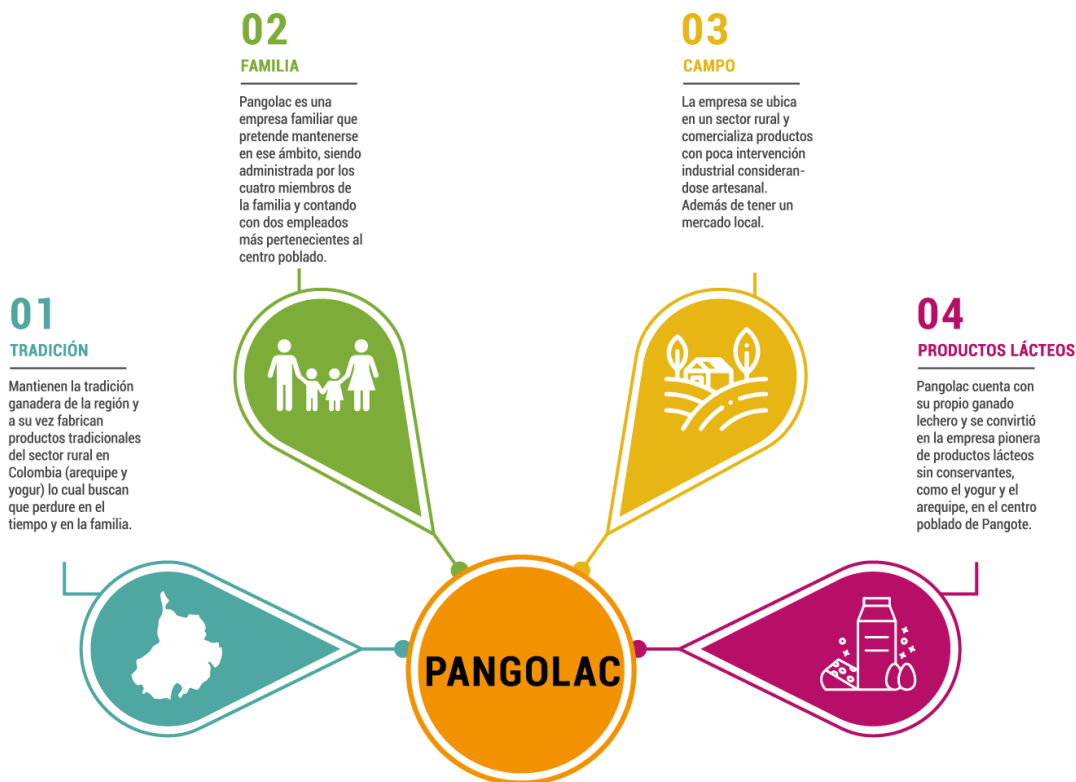 01
TRADICIÓN
Mantienen la tradición
ganadera de la región y
a su vez fabrican
productos tradicionales
del sector rural en
Colombia (arequipe y
yogur) lo cual buscan
que perdure en el
tiempo y en la familia.
02
FAMILIA
Pangolac es una
empresa familiar que
pretende mantenerse
en ese ámbito, siendo
administrada por los
cuatro miembros de
la familia y contando
con dos empleados
más pertenecientes al
centro poblado.
03
CAMPO
La empresa se ubica
en un sector rural y
comercializa productos
con poca intervención
industrial consideran-
dose artesanal.
Además de tener un
mercado local.
04
PRODUCTOS LÁCTEOS
Pangolac cuenta con
su propio ganado
lechero y se convirtió
en la empresa pionera
de productos lácteos
sin conservantes,
como el yogur y el
arequipe, en el centro
poblado de Pangote.
PANGOLAC